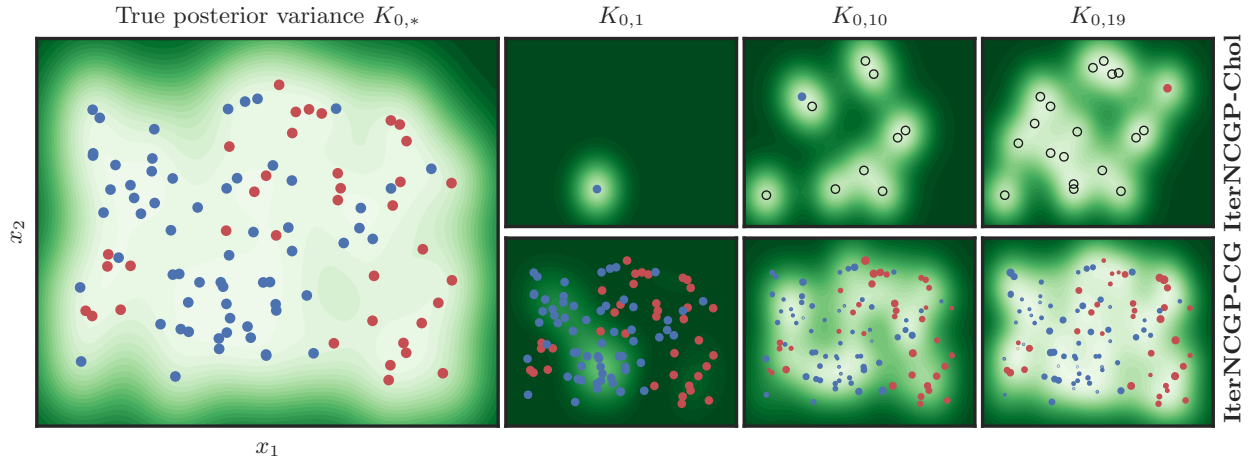 True posterior variance $K_{0,*}$
$K_{0,1}$
$K_{0,10}$
$K_{0,19}$
IterNCGP-Chol
IterNCGP-CG
$x_2$
$x_1$